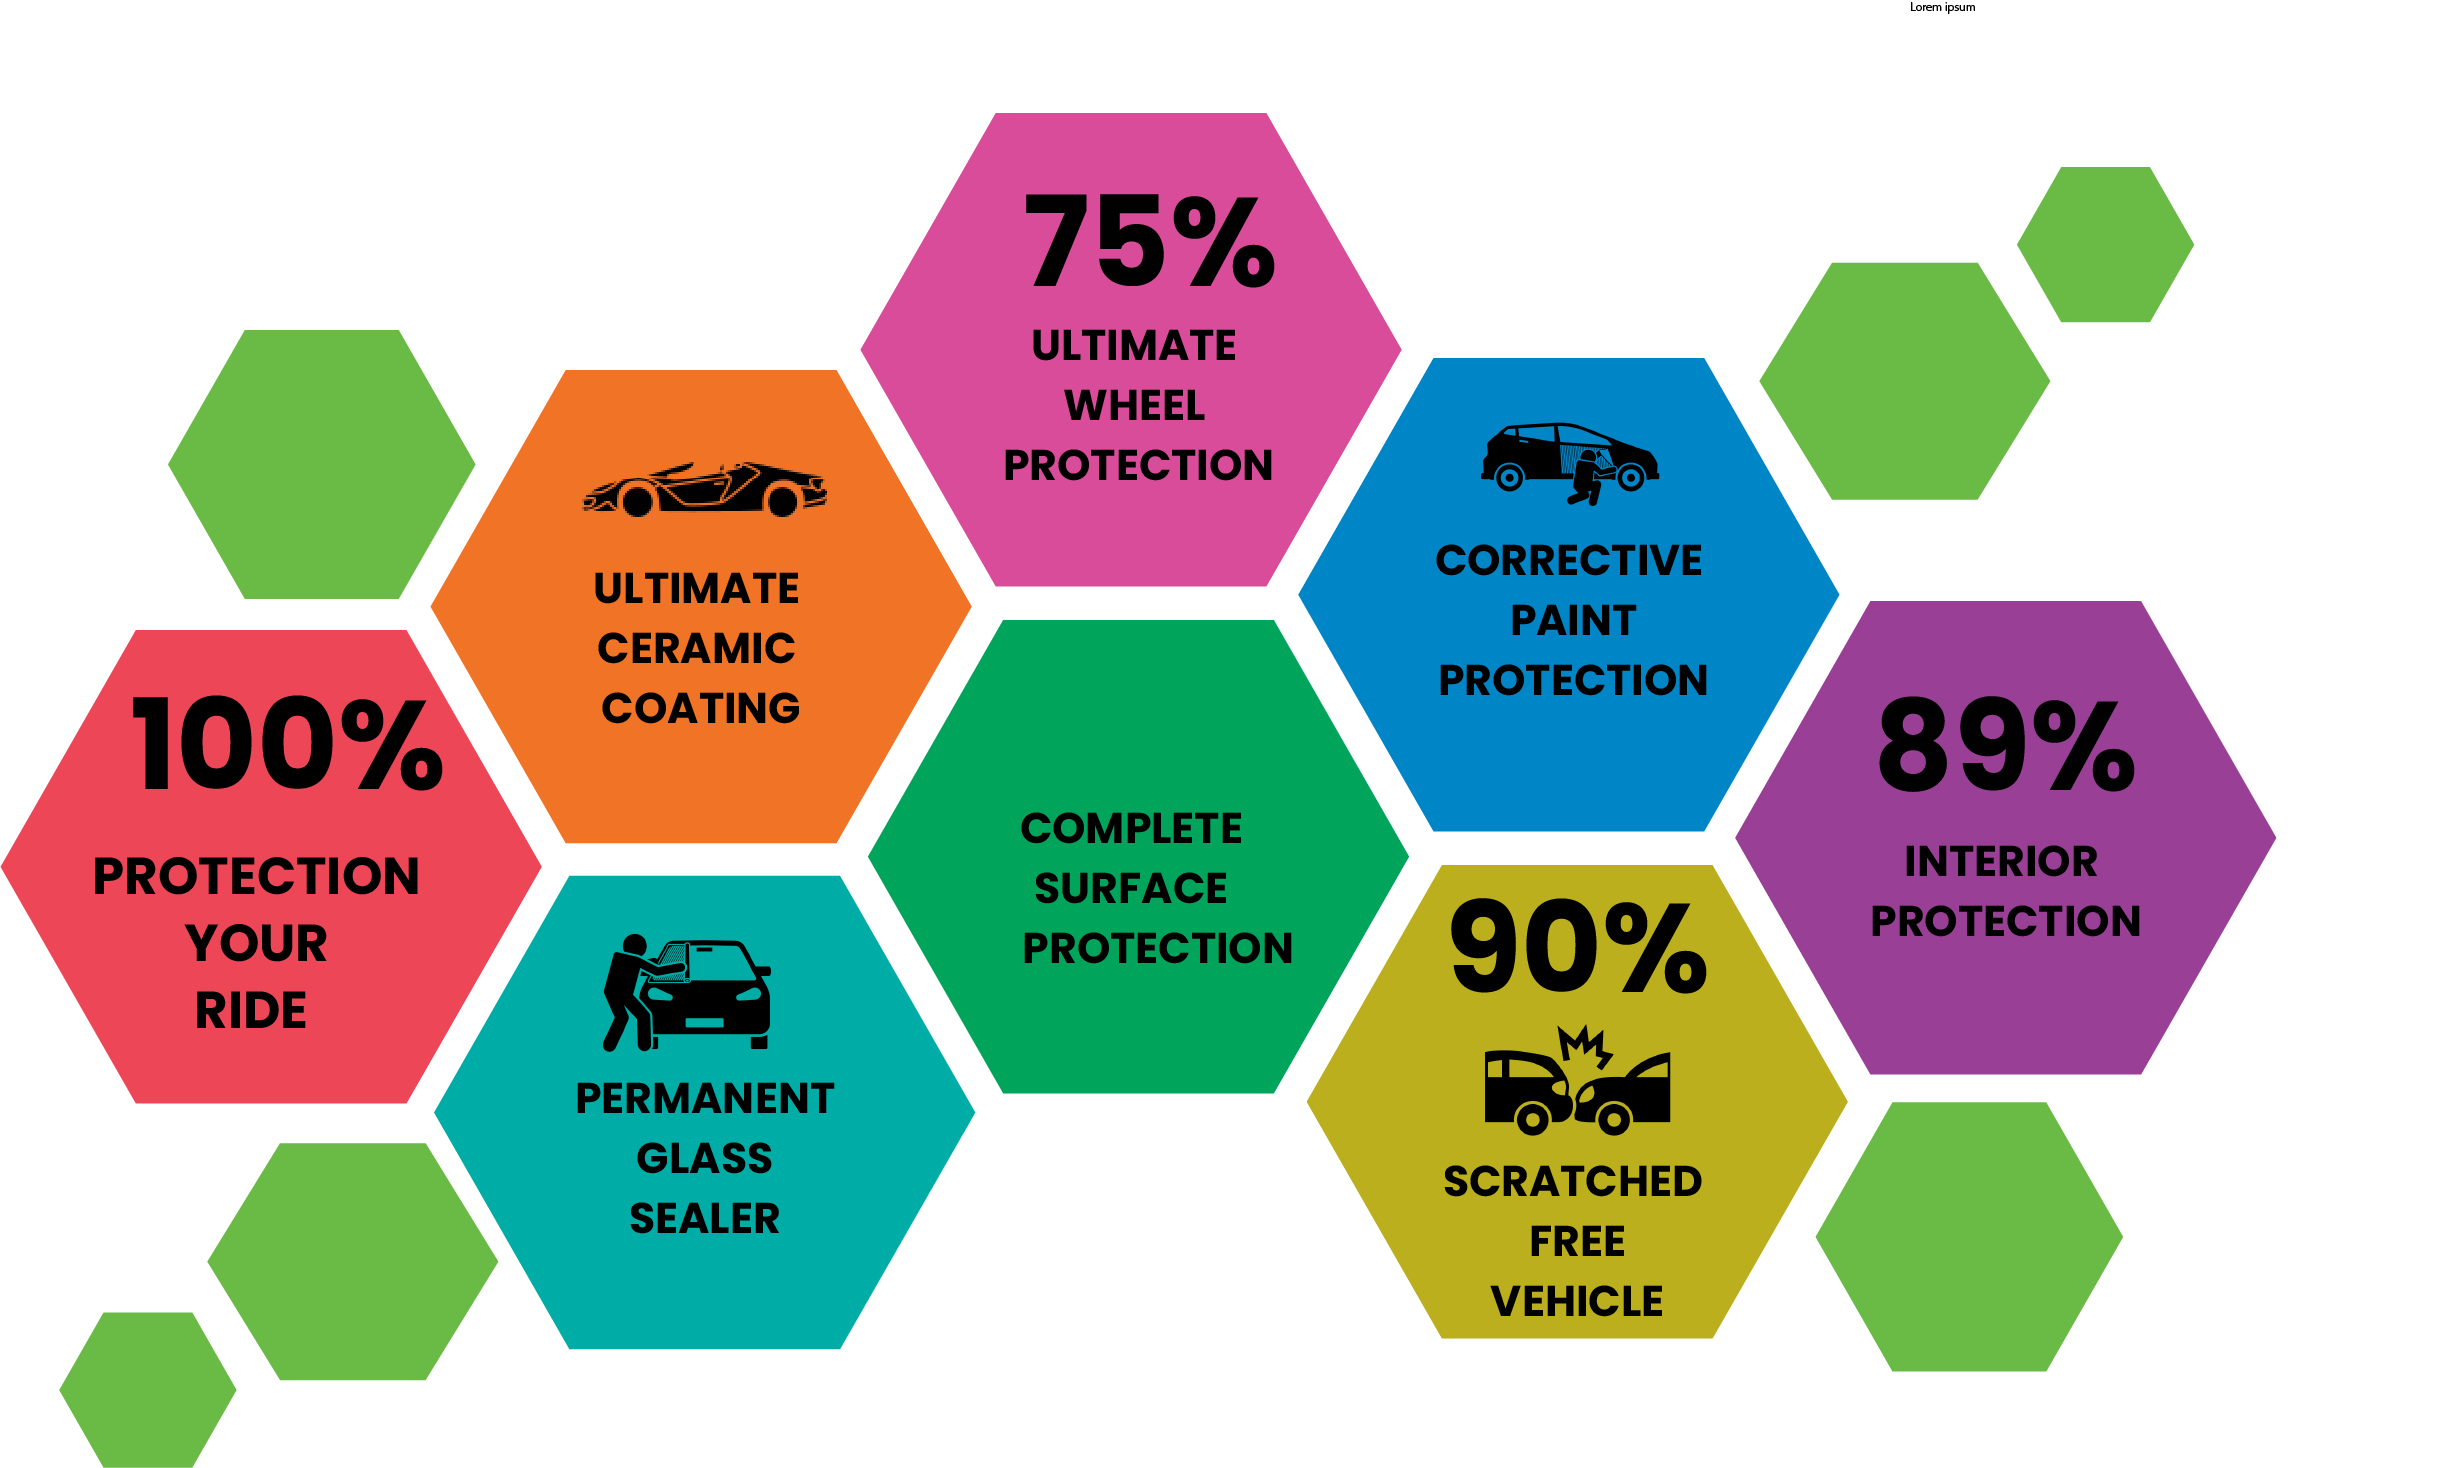 Lorem ipsum
75%
ULTIMATE
WHEEL
PROTECTION
CORRECTIVE
PAINT
PROTECTION
ULTIMATE
CERAMIC
COATING
100%
PROTECTION
YOUR
RIDE
COMPLETE
SURFACE
PROTECTION
89%
INTERIOR
PROTECTION
PERMANENT
GLASS
SEALER
90%
SCRATCHED
FREE
VEHICLE